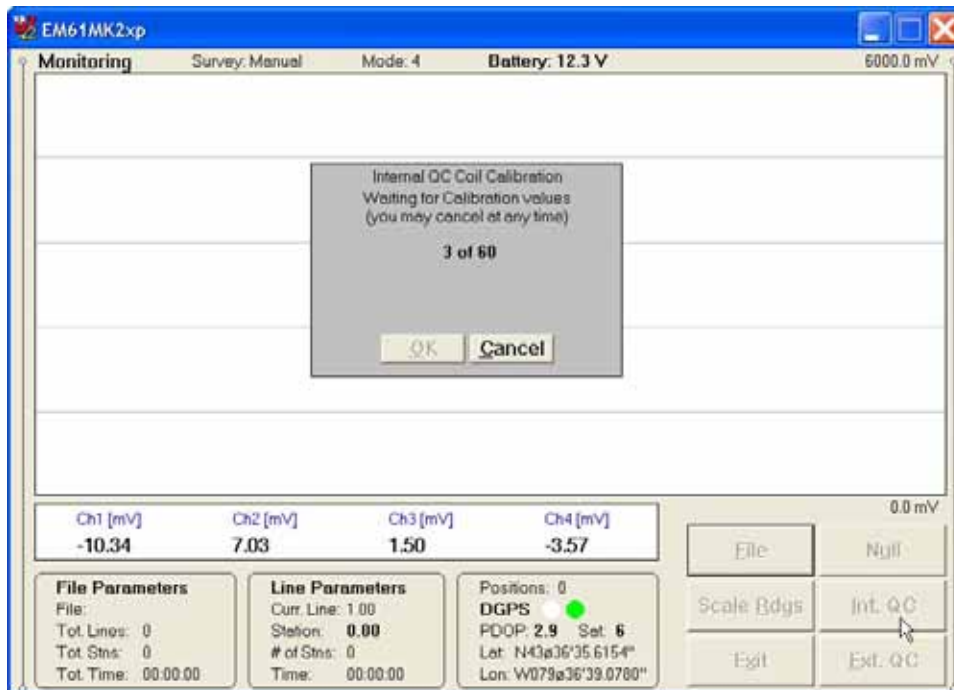 EM61MK2xp
Monitoring Survey: Manual Mode: 4 Battery: 12.3 V 6000.0 mV
Internal QC Coil Calibration
Waiting for Calibration values
(you may cancel at any time)
3 of 60
OK Cancel
0.0 mV
Ch1 [mV] Ch2 [mV] Ch3 [mV] Ch4 [mV]
-10.34 7.03 1.50 -3.57
File Null
Scale Rdgs Int. QC
Exit Ext. QC
File Parameters
File:
Tot. Lines: 0
Tot. Stns: 0
Tot. Time: 00:00:00
Line Parameters
Curr. Line: 1.00
Station: 0.00
# of Stns: 0
Time: 00:00:00
Positions: 0
DGPS
PDOP: 2.9 Sat: 6
Lat: N43ø36'35.6154"
Lon: W079ø36'39.0780"